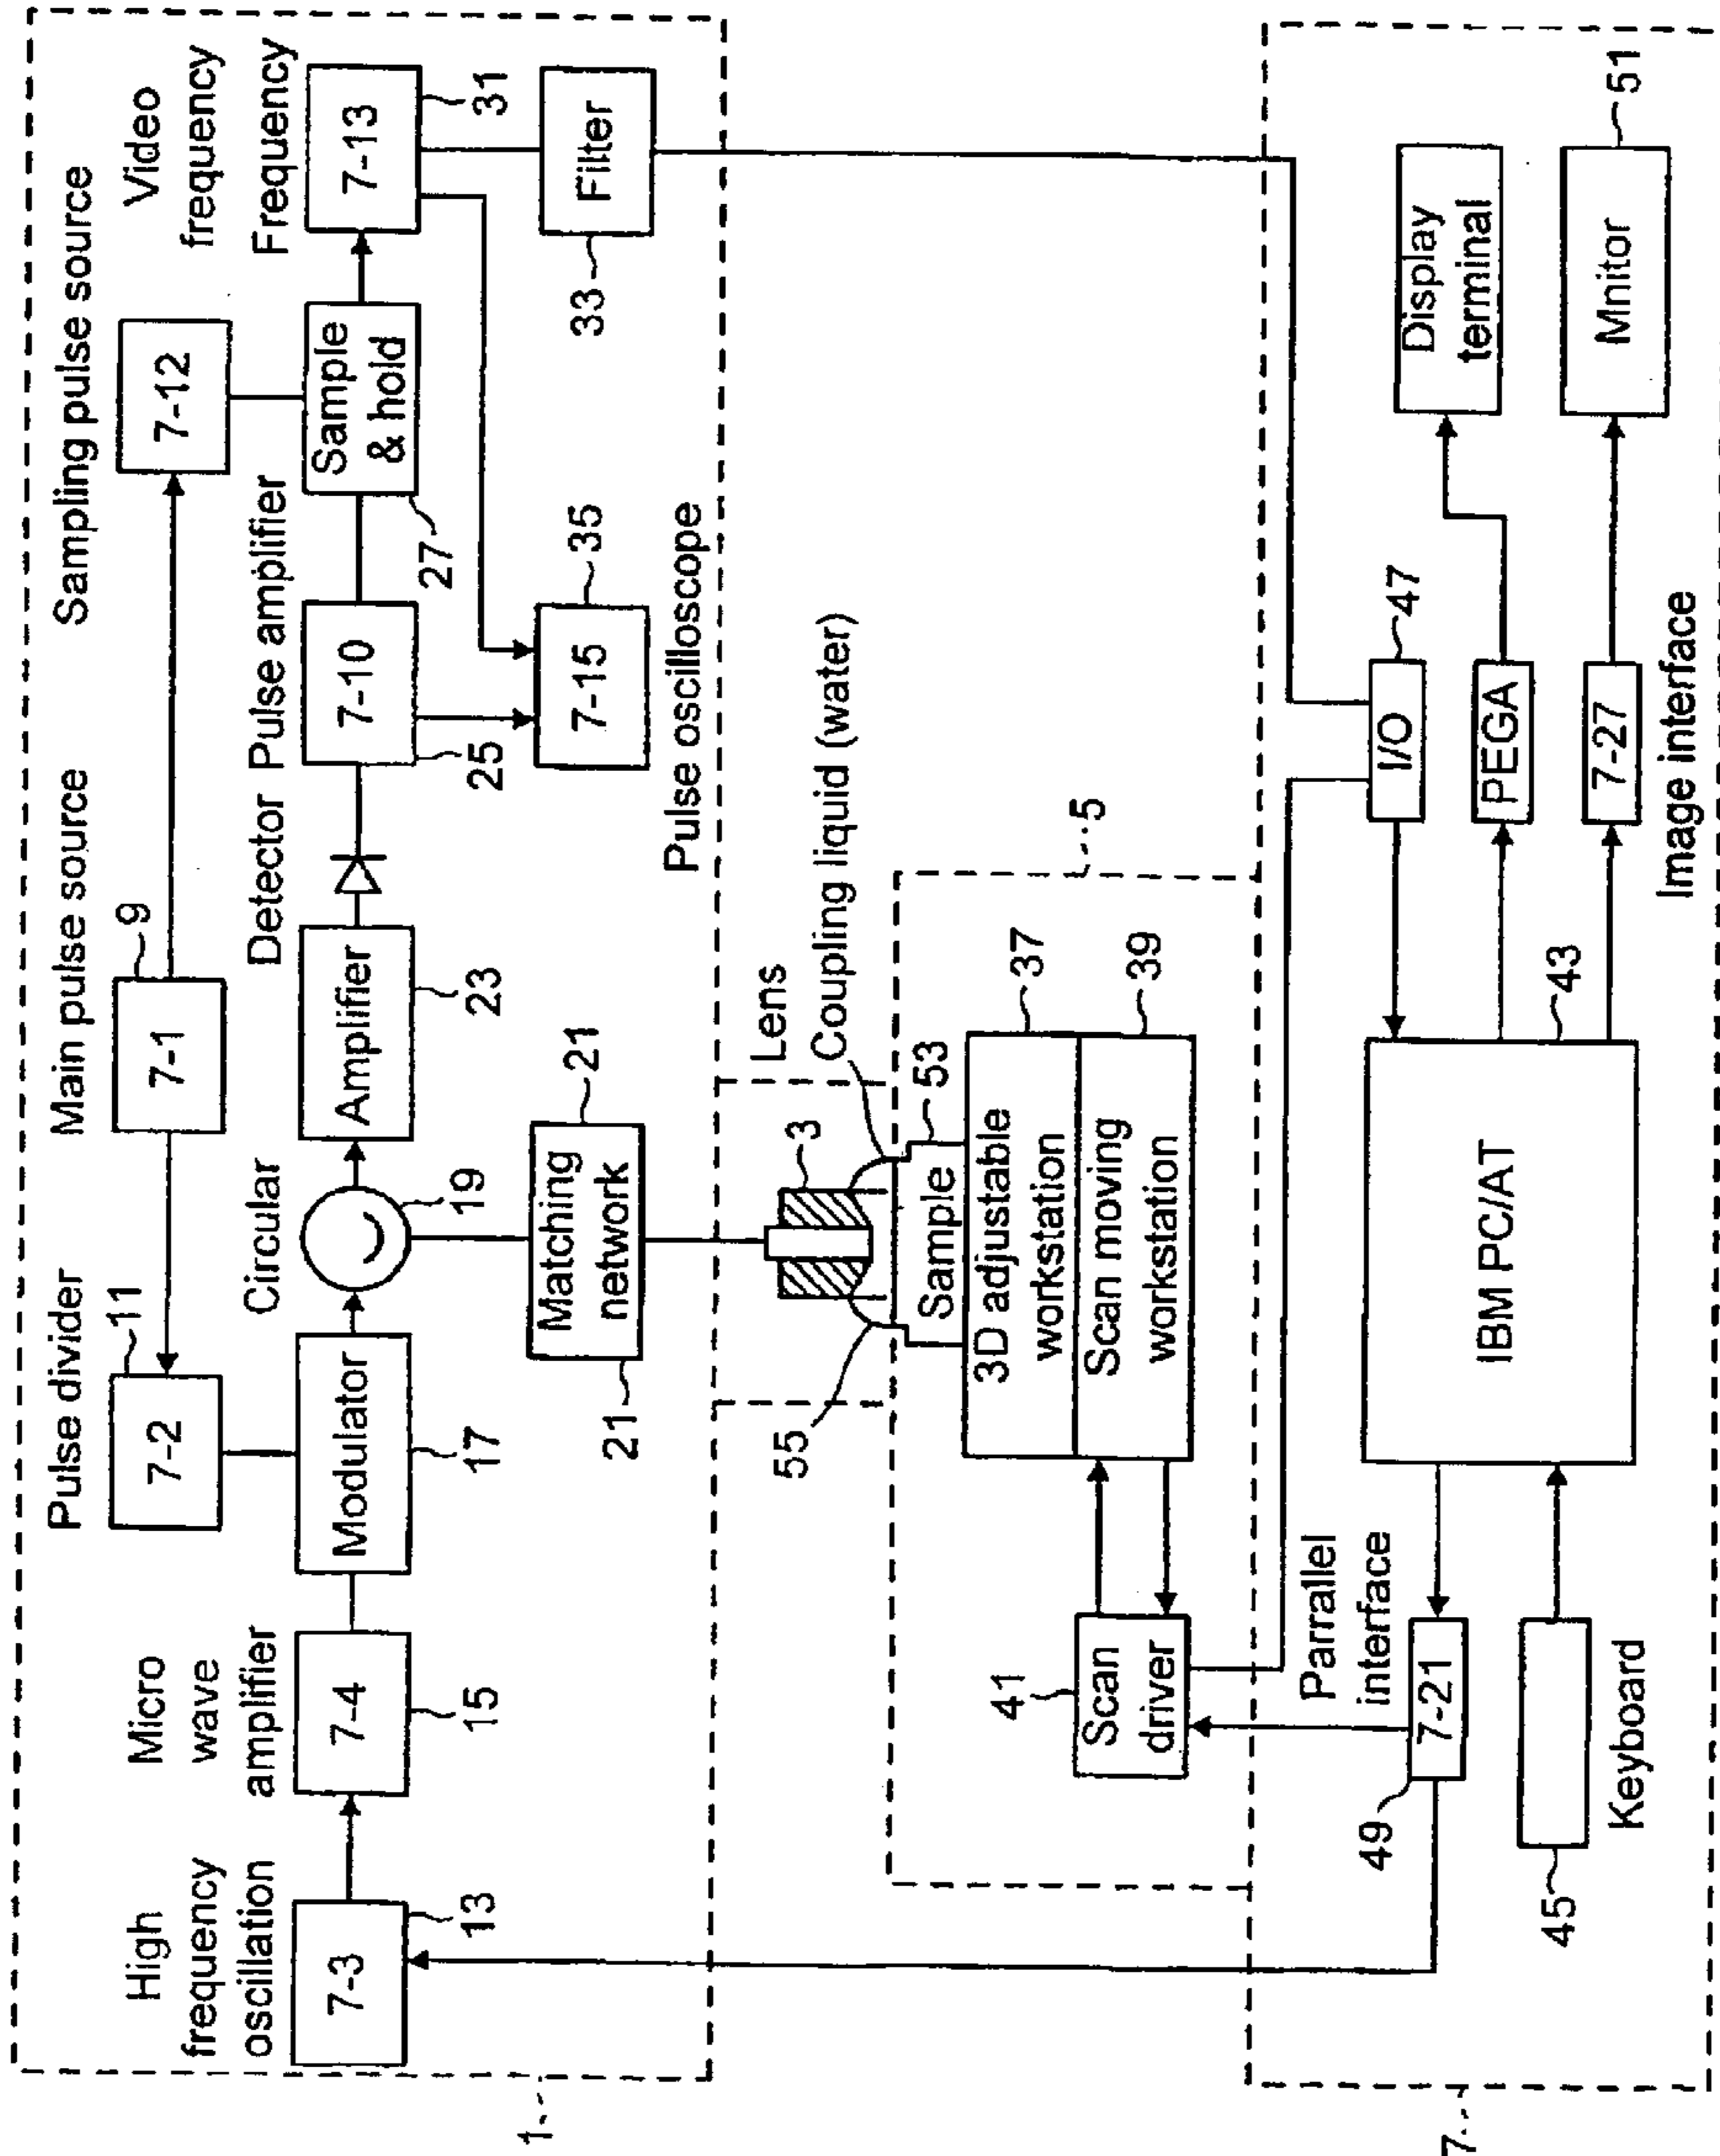 Pulse divider
Main pulse source
Sampling pulse source
Video
frequency
11
9
7-2
7-1
7-12
High
frequency
oscillation
Micro
wave
amplifier
Circular
Detector
Pulse amplifier
Frequency
7-3
7-4
Modulator
Amplifier
7-10
Sample
& hold
7-13
13
15
17
19
23
25
27
31
Matching
network
21
21
7-15
35
Pulse oscilloscope
Filter
33
1
Lens
Coupling liquid (water)
3
55
Sample
53
5
3D adjustable
workstation
37
Scan moving
workstation
39
41
Scan
driver
Parrallel
interface
7-21
49
Keyboard
45
IBM PC/AT
43
I/O
47
PEGA
7-27
Image interface
Display
terminal
Mnitor
51
7